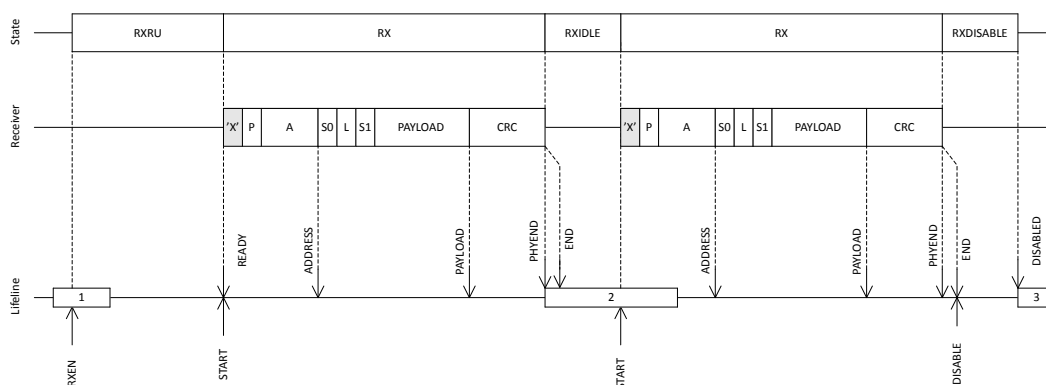 State
RXRU
RX
RXIDLE
RX
RXDISABLE
Receiver
'X'
P
A
S0
L
S1
PAYLOAD
CRC
'X'
P
A
S0
L
S1
PAYLOAD
CRC
READY
ADDRESS
PAYLOAD
PHYEND
END
ADDRESS
PAYLOAD
PHYEND
END
DISABLED
Lifeline
1
2
3
RXEN
START
START
DISABLE